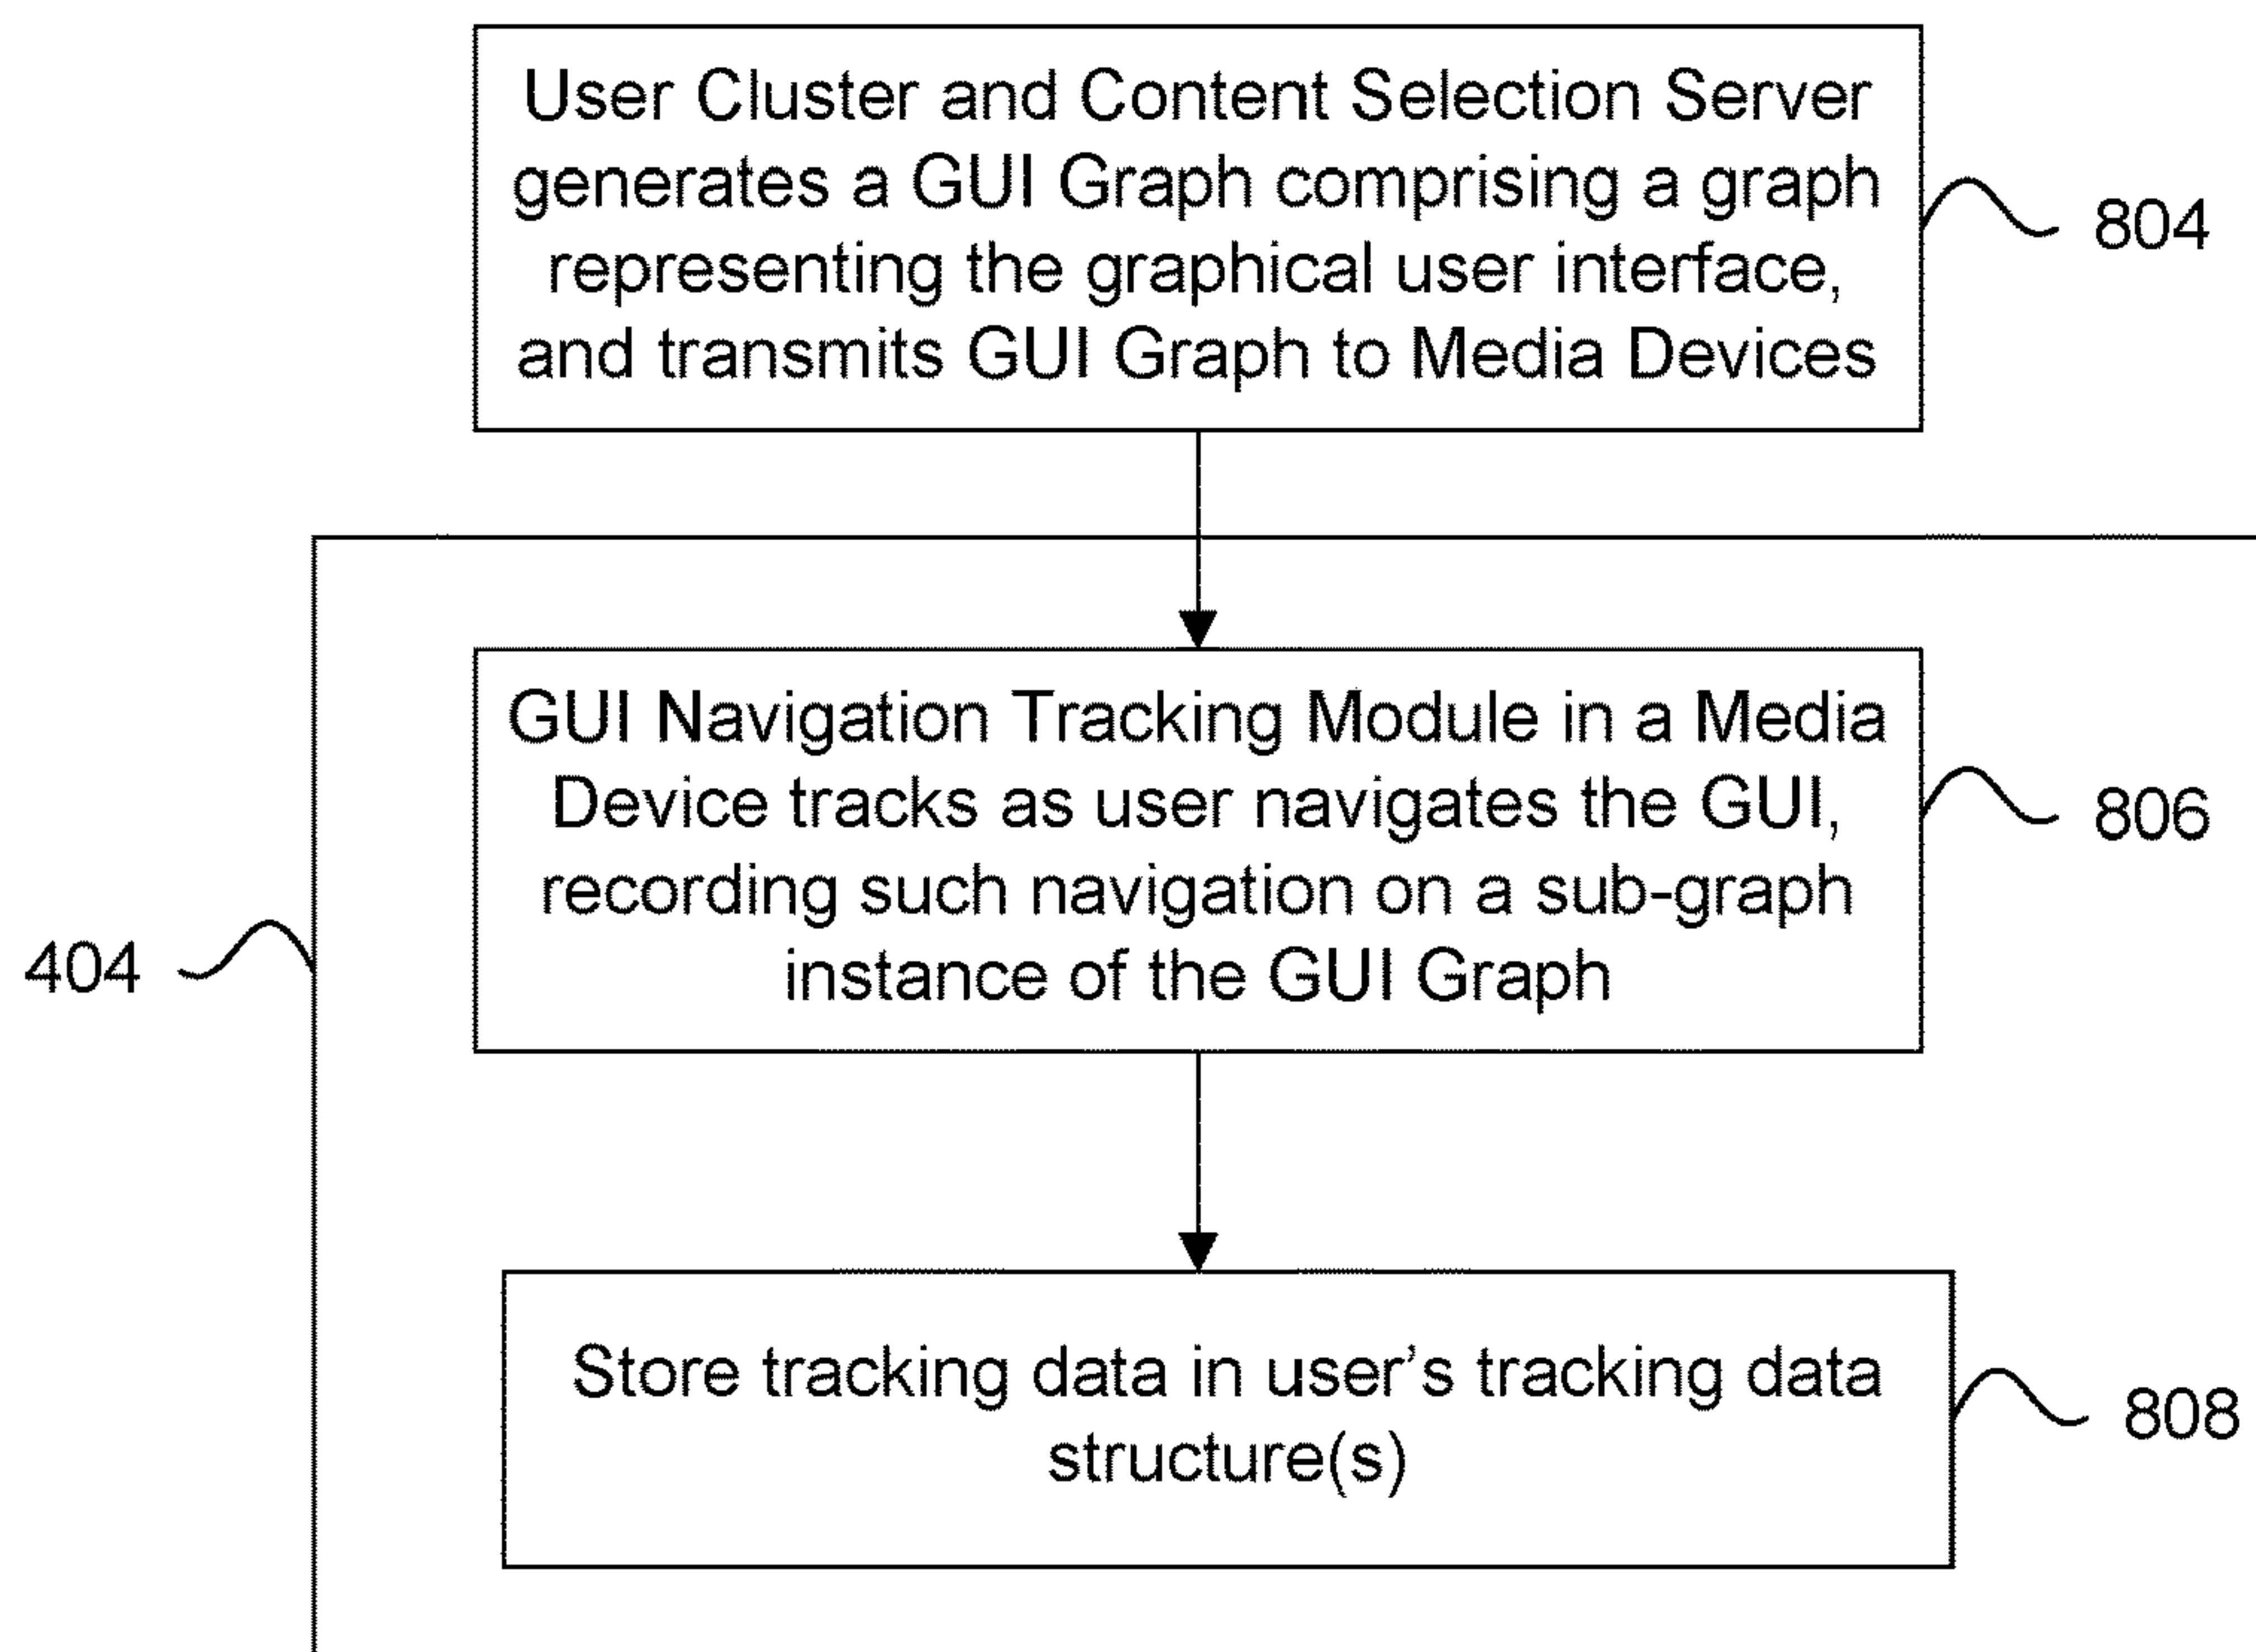 User Cluster and Content Selection Server
generates a GUI Graph comprising a graph
representing the graphical user interface,
and transmits GUI Graph to Media Devices
804
GUI Navigation Tracking Module in a Media
Device tracks as user navigates the GUI,
recording such navigation on a sub-graph
instance of the GUI Graph
806
404
Store tracking data in user’s tracking data
structure(s)
808